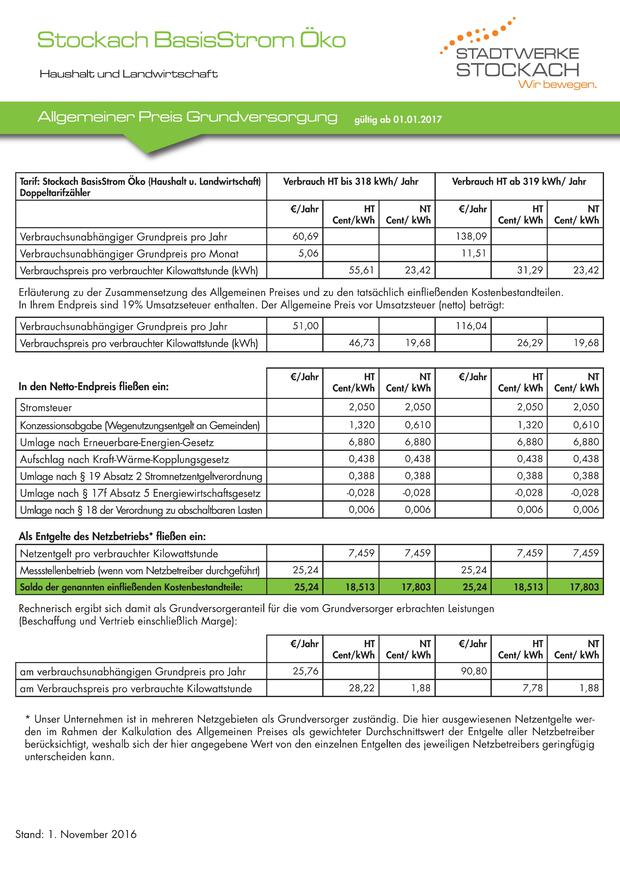 Stockach BasisStrom Öko
Haushalt und Landwirtschaft
STADTWERKE
STOCKACH
Wir bewegen.
Allgemeiner Preis Grundversorgung gültig ab 01.01.2017
Tarif: Stockach BasisStrom Öko (Haushalt u. Landwirtschaft) Verbrauch HT bis 318 kWh/ Jahr Verbrauch HT ab 319 kWh/ Jahr
Doppeltarifzähler
€/Jahr HT NT €/Jahr HT NT
Cent/kWh Cent/ kWh Cent/ kWh Cent/ kWh
Verbrauchsunabhängiger Grundpreis pro Jahr 60,69 138,09
Verbrauchsunabhängiger Grundpreis pro Monat 5,06 11,51
Verbrauchspreis pro verbrauchter Kilowattstunde (kWh) 55,61 23,42 31,29 23,42
Erläuterung zu der Zusammensetzung des Allgemeinen Preises und zu den tatsächlich einfließenden Kostenbestandteilen.
In Ihrem Endpreis sind 19% Umsatzseteuer enthalten. Der Allgemeine Preis vor Umsatzsteuer (netto) beträgt:
Verbrauchsunabhängiger Grundpreis pro Jahr 51,00 116,04
Verbrauchspreis pro verbrauchter Kilowattstunde (kWh) 46,73 19,68 26,29 19,68
€/Jahr HT NT €/Jahr HT NT
In den Netto-Endpreis fließen ein: Cent/kWh Cent/ kWh Cent/ kWh Cent/ kWh
Stromsteuer 2,050 2,050 2,050 2,050
Konzessionsabgabe (Wegenutzungsentgelt an Gemeinden) 1,320 0,610 1,320 0,610
Umlage nach Erneuerbare-Energien-Gesetz 6,880 6,880 6,880 6,880
Aufschlag nach Kraft-Wärme-Kopplungsgesetz 0,438 0,438 0,438 0,438
Umlage nach § 19 Absatz 2 Stromnetzentgeltverordnung 0,388 0,388 0,388 0,388
Umlage nach § 17f Absatz 5 Energiewirtschaftsgesetz -0,028 -0,028 -0,028 -0,028
Umlage nach § 18 der Verordnung zu abschaltbaren Lasten 0,006 0,006 0,006 0,006
Als Entgelte des Netzbetriebs* fließen ein:
Netzentgelt pro verbrauchter Kilowattstunde 7,459 7,459 7,459 7,459
Messstellenbetrieb (wenn vom Netzbetreiber durchgeführt) 25,24 25,24
Saldo der genannten einfließenden Kostenbestandteile: 25,24 18,513 17,803 25,24 18,513 17,803
Rechnerisch ergibt sich damit als Grundversorgeranteil für die vom Grundversorger erbrachten Leistungen
(Beschaffung und Vertrieb einschließlich Marge):
€/Jahr HT NT €/Jahr HT NT
Cent/kWh Cent/ kWh Cent/ kWh Cent/ kWh
am verbrauchsunabhängigen Grundpreis pro Jahr 25,76 90,80
am Verbrauchspreis pro verbrauchte Kilowattstunde 28,22 1,88 7,78 1,88
* Unser Unternehmen ist in mehreren Netzgebieten als Grundversorger zuständig. Die hier ausgewiesenen Netzentgelte wer-
den im Rahmen der Kalkulation des Allgemeinen Preises als gewichteter Durchschnittswert der Entgelte aller Netzbetreiber
berücksichtigt, weshalb sich der hier angegebene Wert von den einzelnen Entgelten des jeweiligen Netzbetreibers geringfügig
unterscheiden kann.
Stand: 1. November 2016